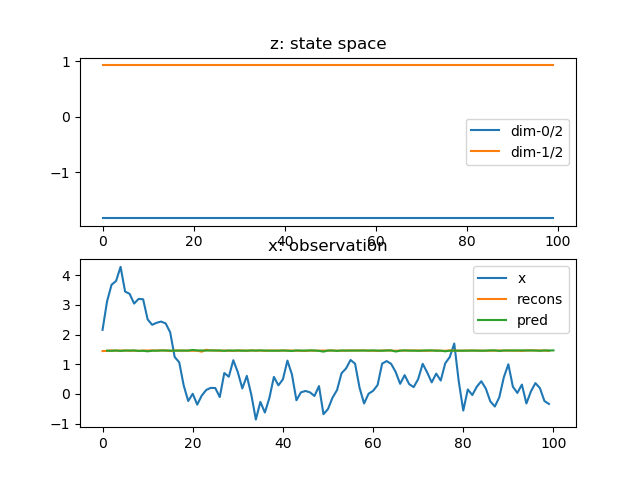 z: state space
1
0
−1
dim-0/2
dim-1/2
0 20 40 60 80 100
x: observation
4
3
2
1
0
−1
x
recons
pred
0 20 40 60 80 100